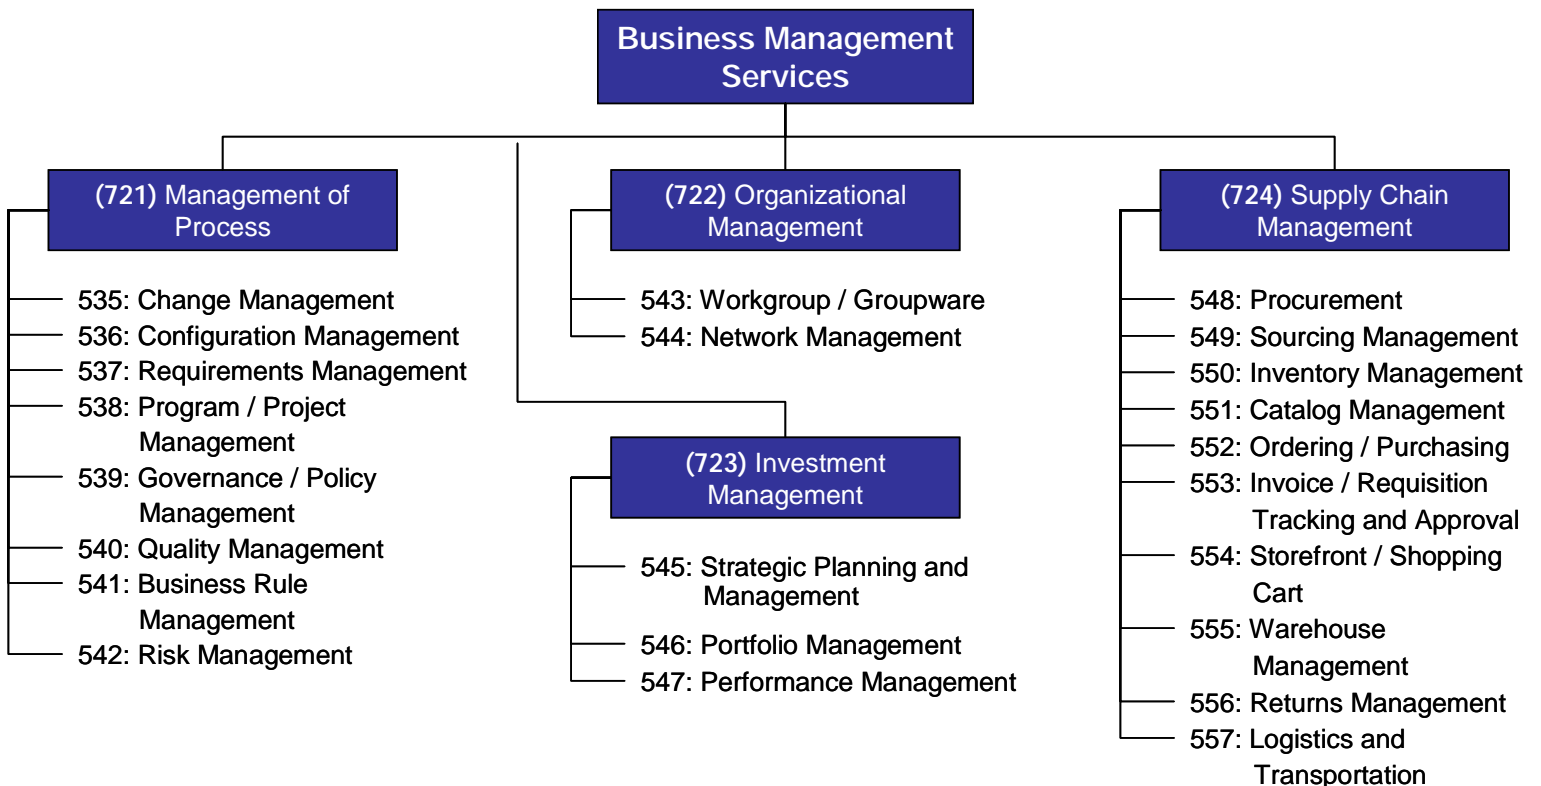 Business Management
Services
(721) Management of
Process
535: Change Management
536: Configuration Management
537: Requirements Management
538: Program / Project
Management
539: Governance / Policy
Management
540: Quality Management
541: Business Rule
Management
542: Risk Management
(722) Organizational
Management
543: Workgroup / Groupware
544: Network Management
(723) Investment
Management
545: Strategic Planning and
Management
546: Portfolio Management
547: Performance Management
(724) Supply Chain
Management
548: Procurement
549: Sourcing Management
550: Inventory Management
551: Catalog Management
552: Ordering / Purchasing
553: Invoice / Requisition
Tracking and Approval
554: Storefront / Shopping
Cart
555: Warehouse
Management
556: Returns Management
557: Logistics and
Transportation